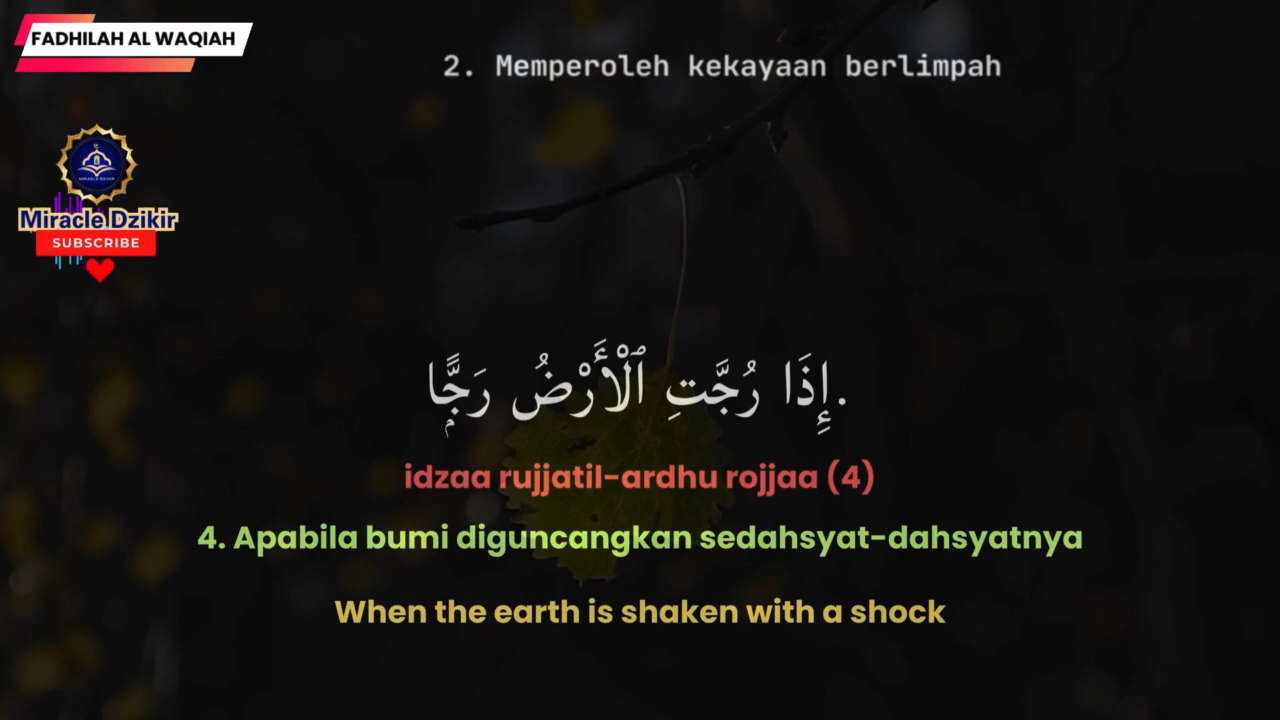 FADHILAH AL WAQIAH
2. Memperoleh kekayaan berlimpah
Miracle Dzikir
SUBSCRIBE
.إِذَا رُجَّتِ ٱلْأَرْضُ رَجًّۭا
idzaa rujjatil-ardhu rojjaa (4)
4. Apabila bumi diguncangkan sedahsyat-dahsyatnya
When the earth is shaken with a shock